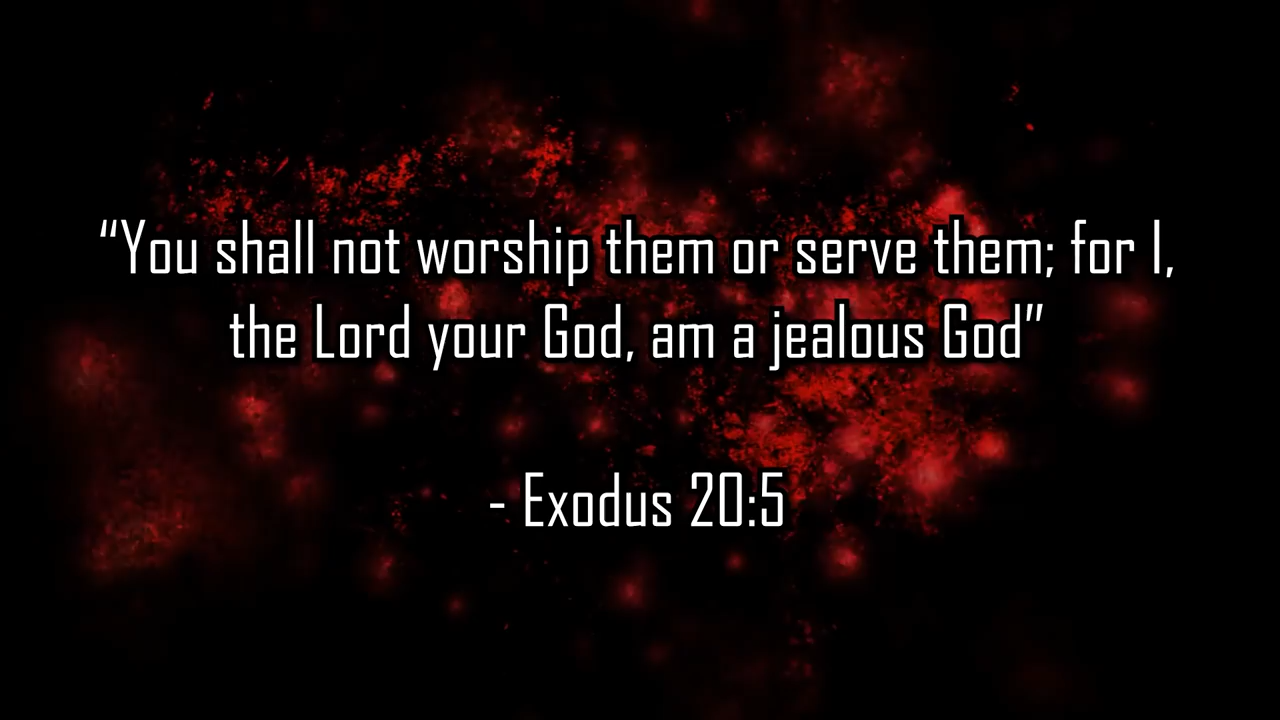 “You shall not worship them or serve them; for I,
the Lord your God, am a jealous God”
- Exodus 20:5